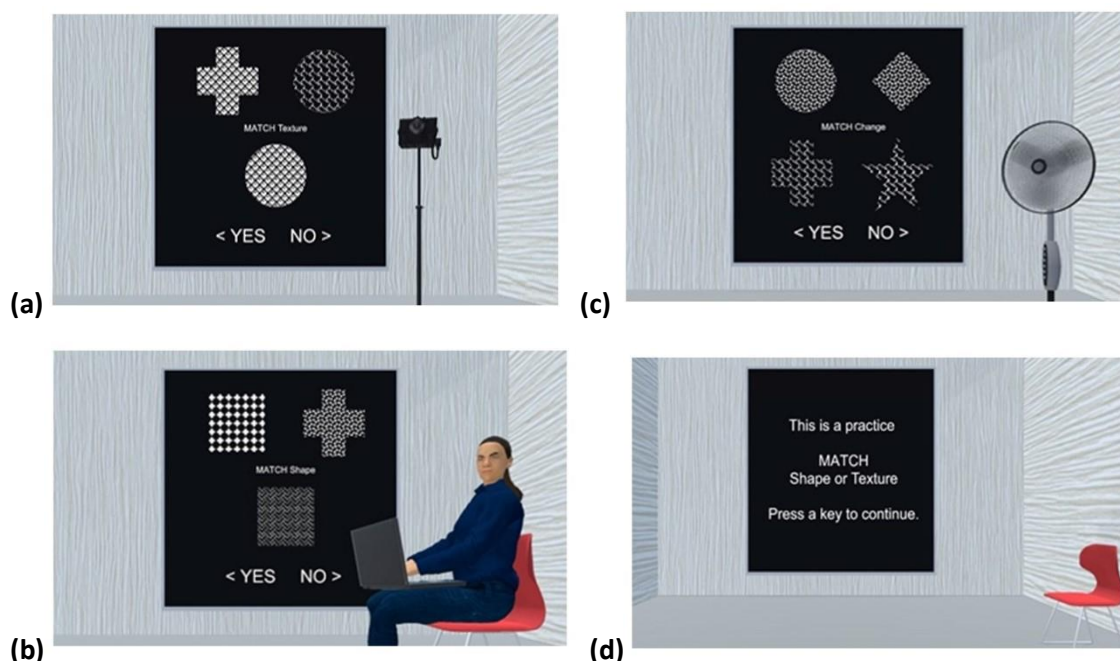 MATCH Texture
< YES NO >
(a)
MATCH Change
< YES NO >
(c)
MATCH Shape
< YES NO >
(b)
This is a practice
MATCH
Shape or Texture
Press a key to continue.
(d)